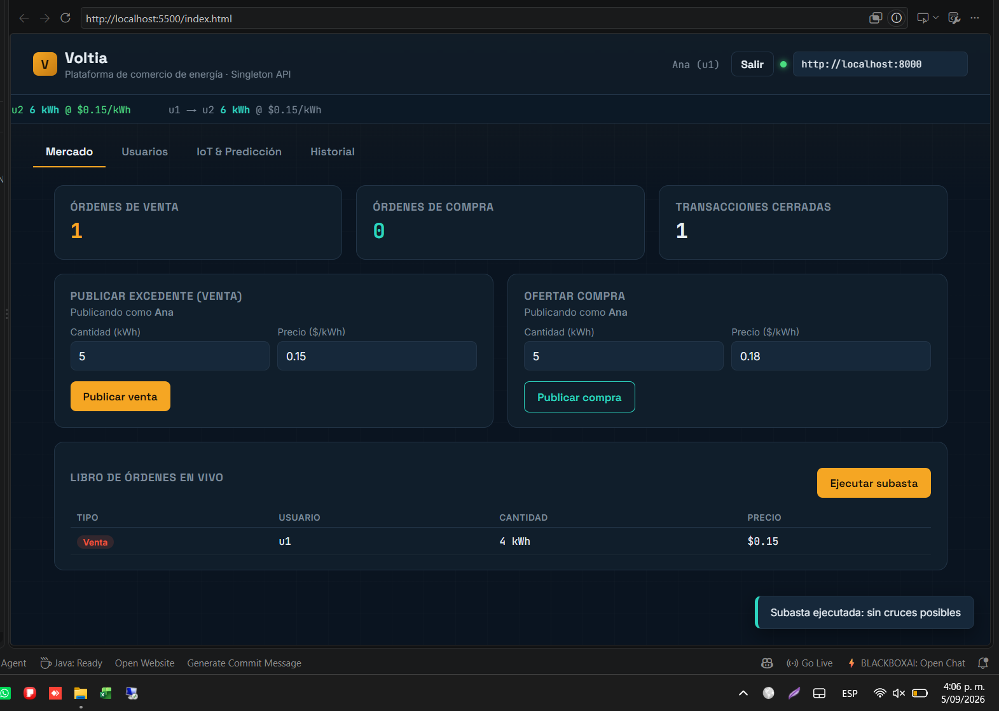 http://localhost:5500/index.html
V
Voltia
Plataforma de comercio de energía · Singleton API
Ana (u1)
Salir
http://localhost:8000
u2 6 kWh @ $0.15/kWh
u1 → u2 6 kWh @ $0.15/kWh
Mercado
Usuarios
IoT & Predicción
Historial
ÓRDENES DE VENTA
1
ÓRDENES DE COMPRA
0
TRANSACCIONES CERRADAS
1
PUBLICAR EXCEDENTE (VENTA)
Publicando como Ana
Cantidad (kWh)
Precio ($/kWh)
5
0.15
Publicar venta
OFERTAR COMPRA
Publicando como Ana
Cantidad (kWh)
Precio ($/kWh)
5
0.18
Publicar compra
LIBRO DE ÓRDENES EN VIVO
Ejecutar subasta
TIPO
USUARIO
CANTIDAD
PRECIO
Venta
u1
4 kWh
$0.15
Subasta ejecutada: sin cruces posibles
Agent
Java: Ready
Open Website
Generate Commit Message
Go Live
BLACKBOXAI: Open Chat
ESP
4:06 p. m.
5/09/2026